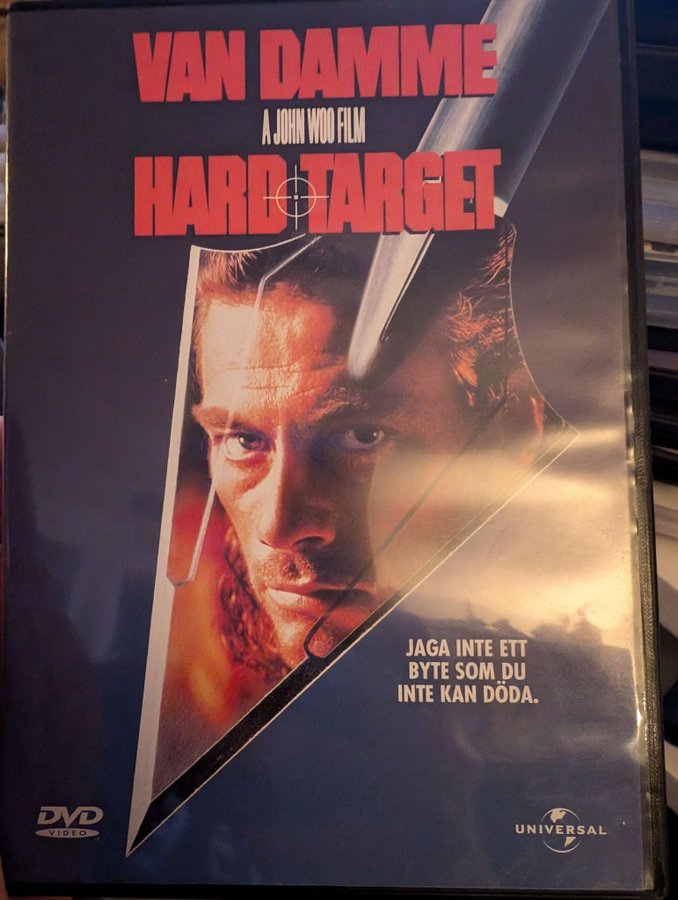 VAN DAMME
A JOHN WOO FILM
HARD TARGET
JAGA INTE ETT
BYTE SOM DU
INTE KAN DÖDA.
DVD
VIDEO
UNIVERSAL